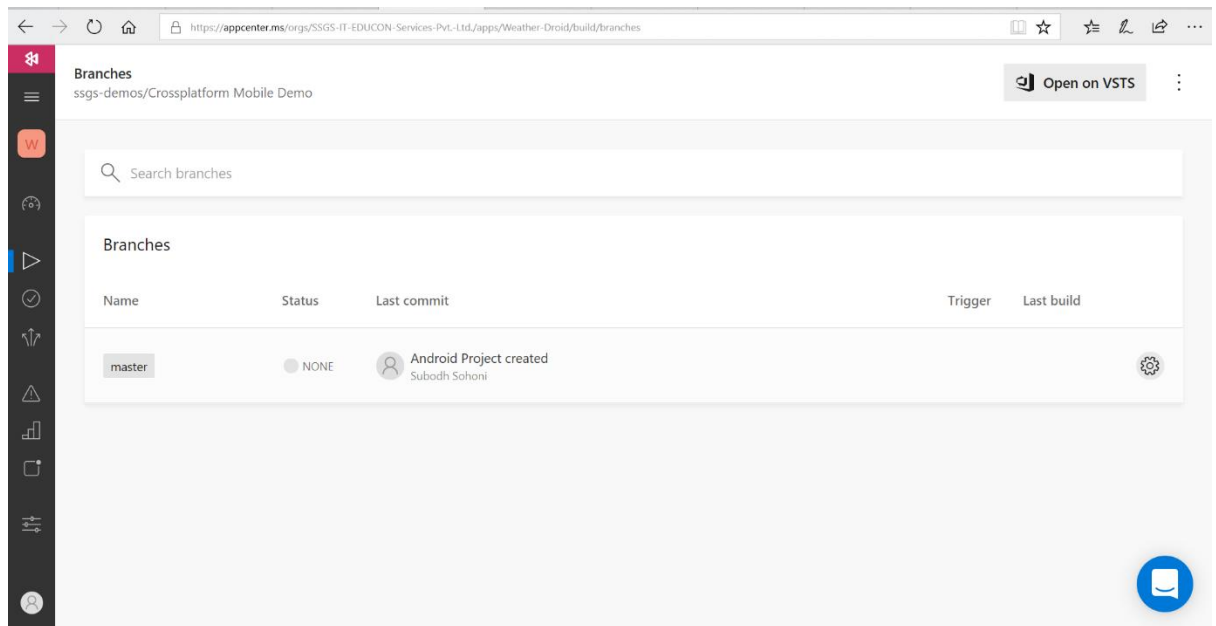 https://appcenter.ms/orgs/SSGS-IT-EDUCON-Services-Pvt.-Ltd./apps/Weather-Droid/build/branches
Branches
ssgs-demos/Crossplatform Mobile Demo
Open on VSTS
W
Search branches
Branches
Name Status Last commit Trigger Last build
master NONE Android Project created
Subodh Sohoni